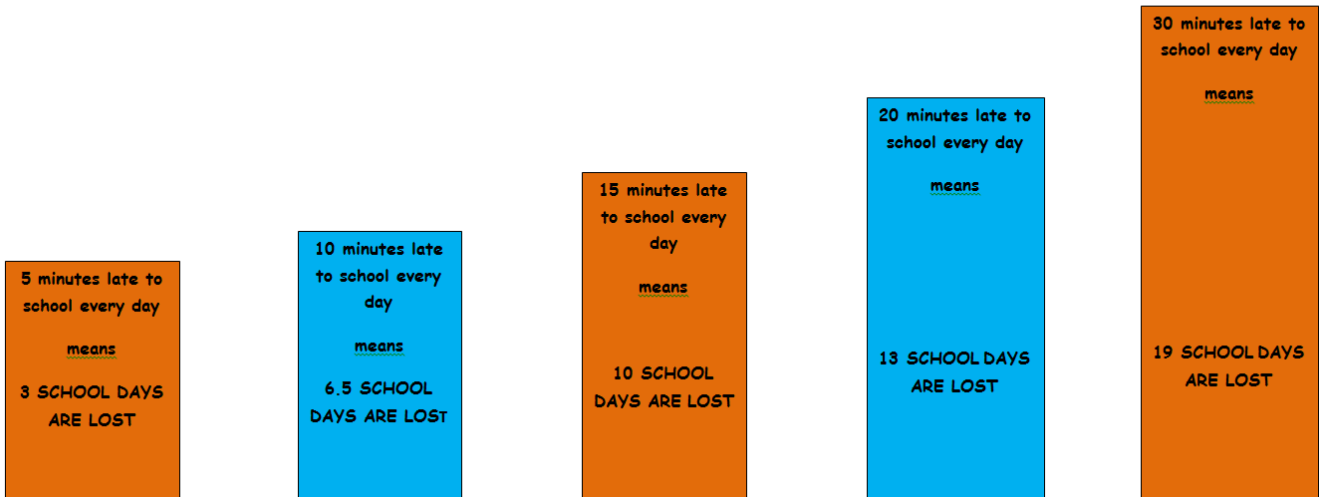 5 minutes late to
school every day
means
3 SCHOOL DAYS
ARE LOST
10 minutes late
to school every
day
means
6.5 SCHOOL
DAYS ARE LOST
15 minutes late
to school every
day
means
10 SCHOOL
DAYS ARE LOST
20 minutes late to
school every day
means
13 SCHOOL DAYS
ARE LOST
30 minutes late to
school every day
means
19 SCHOOL DAYS
ARE LOST